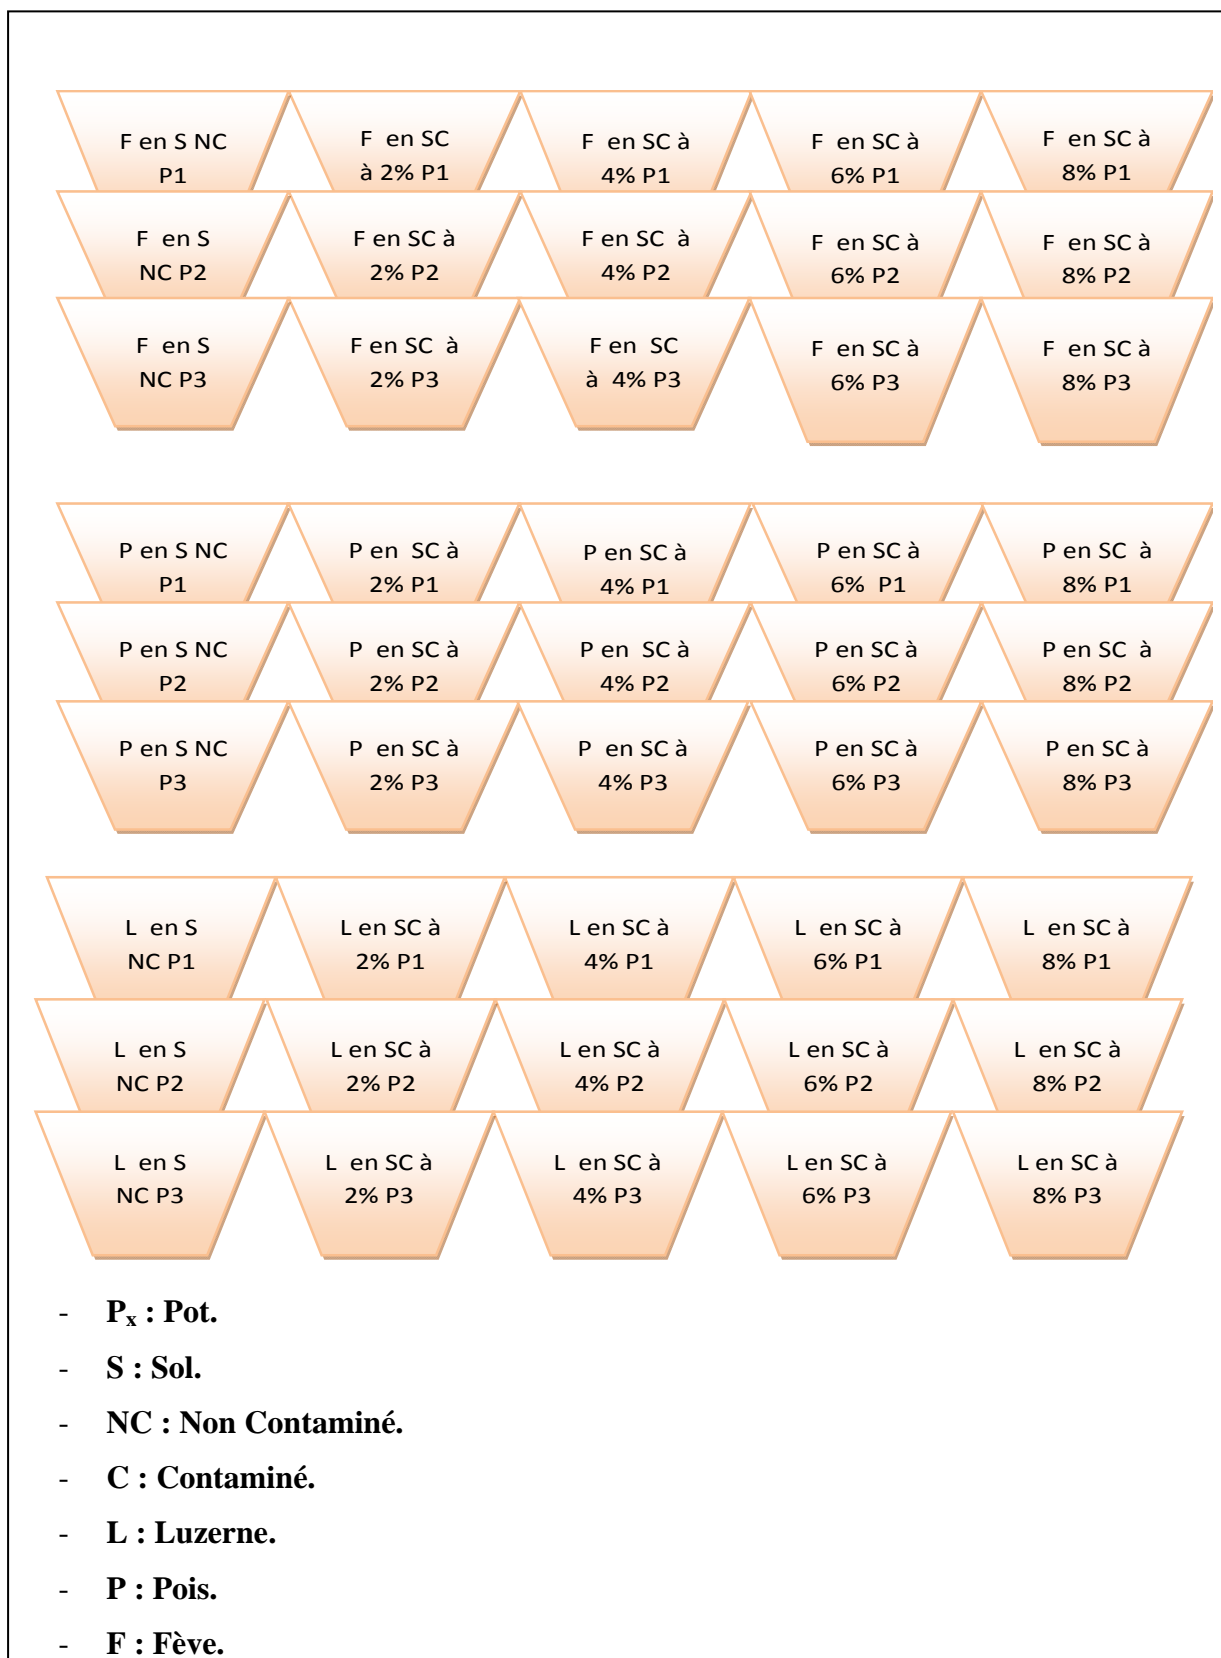 F en S NC
P1
F en SC
à 2% P1
F en SC à
4% P1
F en SC à
6% P1
F en SC à
8% P1
F en S
NC P2
F en SC à
2% P2
F en SC à
4% P2
F en SC à
6% P2
F en SC à
8% P2
F en S
NC P3
F en SC à
2% P3
F en SC
à 4% P3
F en SC à
6% P3
F en SC à
8% P3
P en S NC
P1
P en SC à
2% P1
P en SC à
4% P1
P en SC à
6% P1
P en SC à
8% P1
P en S NC
P2
P en SC à
2% P2
P en SC à
4% P2
P en SC à
6% P2
P en SC à
8% P2
P en S NC
P3
P en SC à
2% P3
P en SC à
4% P3
P en SC à
6% P3
P en SC à
8% P3
L en S
NC P1
L en SC à
2% P1
L en SC à
4% P1
L en SC à
6% P1
L en SC à
8% P1
L en S
NC P2
L en SC à
2% P2
L en SC à
4% P2
L en SC à
6% P2
L en SC à
8% P2
L en S
NC P3
L en SC à
2% P3
L en SC à
4% P3
L en SC à
6% P3
L en SC à
8% P3
- Pₓ : Pot.
- S : Sol.
- NC : Non Contaminé.
- C : Contaminé.
- L : Luzerne.
- P : Pois.
- F : Fève.